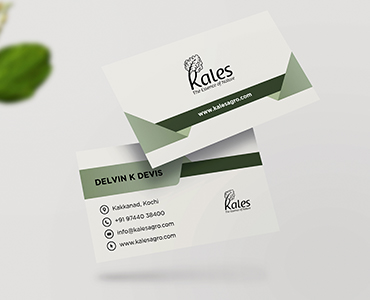 Kales
The Essence of Nature
www.kalesagro.com
DELVIN K DEVIS
Kakkanad, Kochi
+91 97440 38400
info@kalesagro.com
www.kalesagro.com
Kales
The Essence of Nature